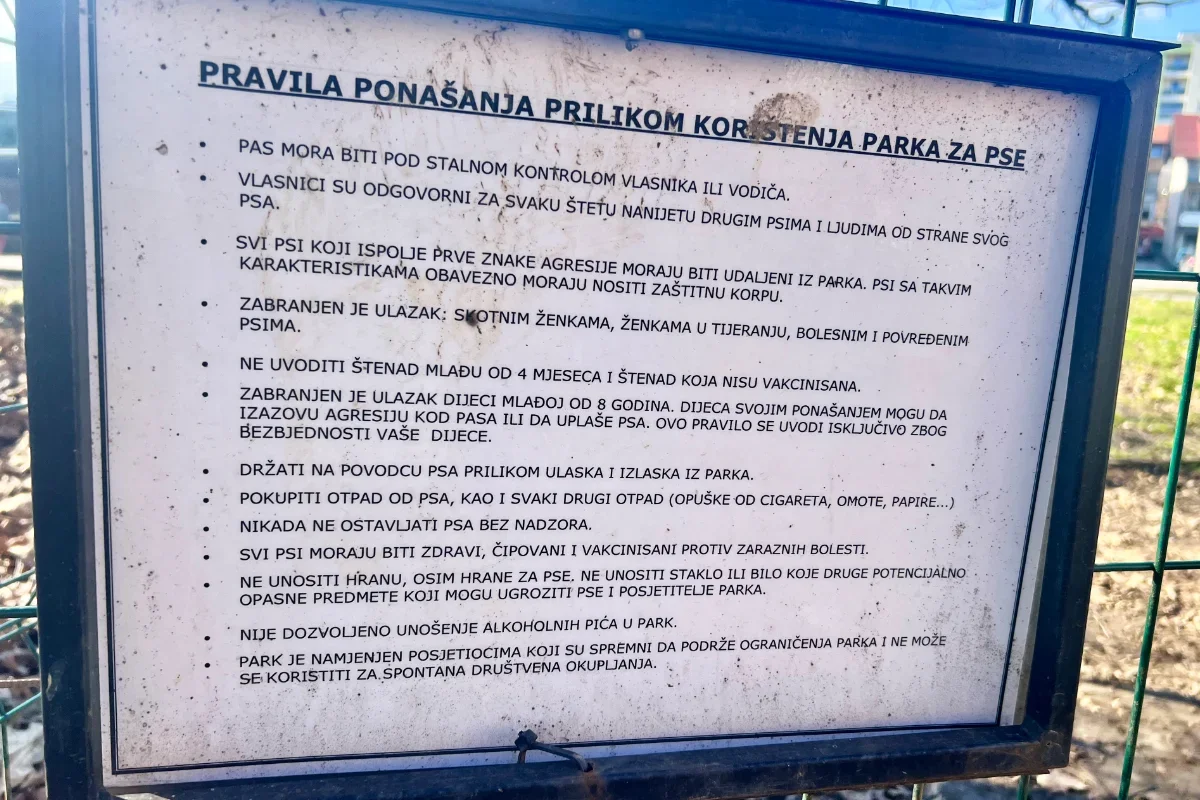 PRAVILA PONAŠANJA PRILIKOM KORIŠTENJA PARKA ZA PSE
• PAS MORA BITI POD STALNOM KONTROLOM VLASNIKA ILI VODIČA.
• VLASNICI SU ODGOVORNI ZA SVAKU ŠTETU NANIJETU DRUGIM PSIMA I LJUDIMA OD STRANE SVOG
PSA.
• SVI PSI KOJI ISPOLJE PRVE ZNAKE AGRESIJE MORAJU BITI UDALJENI IZ PARKA. PSI SA TAKVIM
KARAKTERISTIKAMA OBAVEZNO MORAJU NOSITI ZAŠTITNU KORPU.
• ZABRANJEN JE ULAZAK: SKOTNIM ŽENKAMA, ŽENKAMA U TIJERANJU, BOLESNIM I POVREĐENIM
PSIMA.
• NE UVODITI ŠTENAD MLAĐU OD 4 MJESECA I ŠTENAD KOJA NISU VAKCINISANA.
• ZABRANJEN JE ULAZAK DIJECI MLAĐOJ OD 8 GODINA. DIJECA SVOJIM PONAŠANJEM MOGU DA
IZAZOVU AGRESIJU KOD PASA ILI DA UPLAŠE PSA. OVO PRAVILO SE UVODI ISKLJUČIVO ZBOG
BEZBJEDNOSTI VAŠE DIJECE.
• DRŽATI NA POVODCU PSA PRILIKOM ULASKA I IZLASKA IZ PARKA.
• POKUPITI OTPAD OD PSA, KAO I SVAKI DRUGI OTPAD (OPUŠKE OD CIGARETA, OMOTE, PAPIRE...)
• NIKADA NE OSTAVLJATI PSA BEZ NADZORA.
• SVI PSI MORAJU BITI ZDRAVI, ČIPOVANI I VAKCINISANI PROTIV ZARAZNIH BOLESTI.
• NE UNOSITI HRANU, OSIM HRANE ZA PSE. NE UNOSITI STAKLO ILI BILO KOJE DRUGE POTENCIJALNO
OPASNE PREDMETE KOJI MOGU UGROZITI PSE I POSJETITELJE PARKA.
• NIJE DOZVOLJENO UNOŠENJE ALKOHOLNIH PIĆA U PARK.
• PARK JE NAMJENJEN POSJETIOCIMA KOJI SU SPREMNI DA PODRŽE OGRANIČENJA PARKA I NE MOŽE
SE KORISTITI ZA SPONTANA DRUŠTVENA OKUPLJANJA.